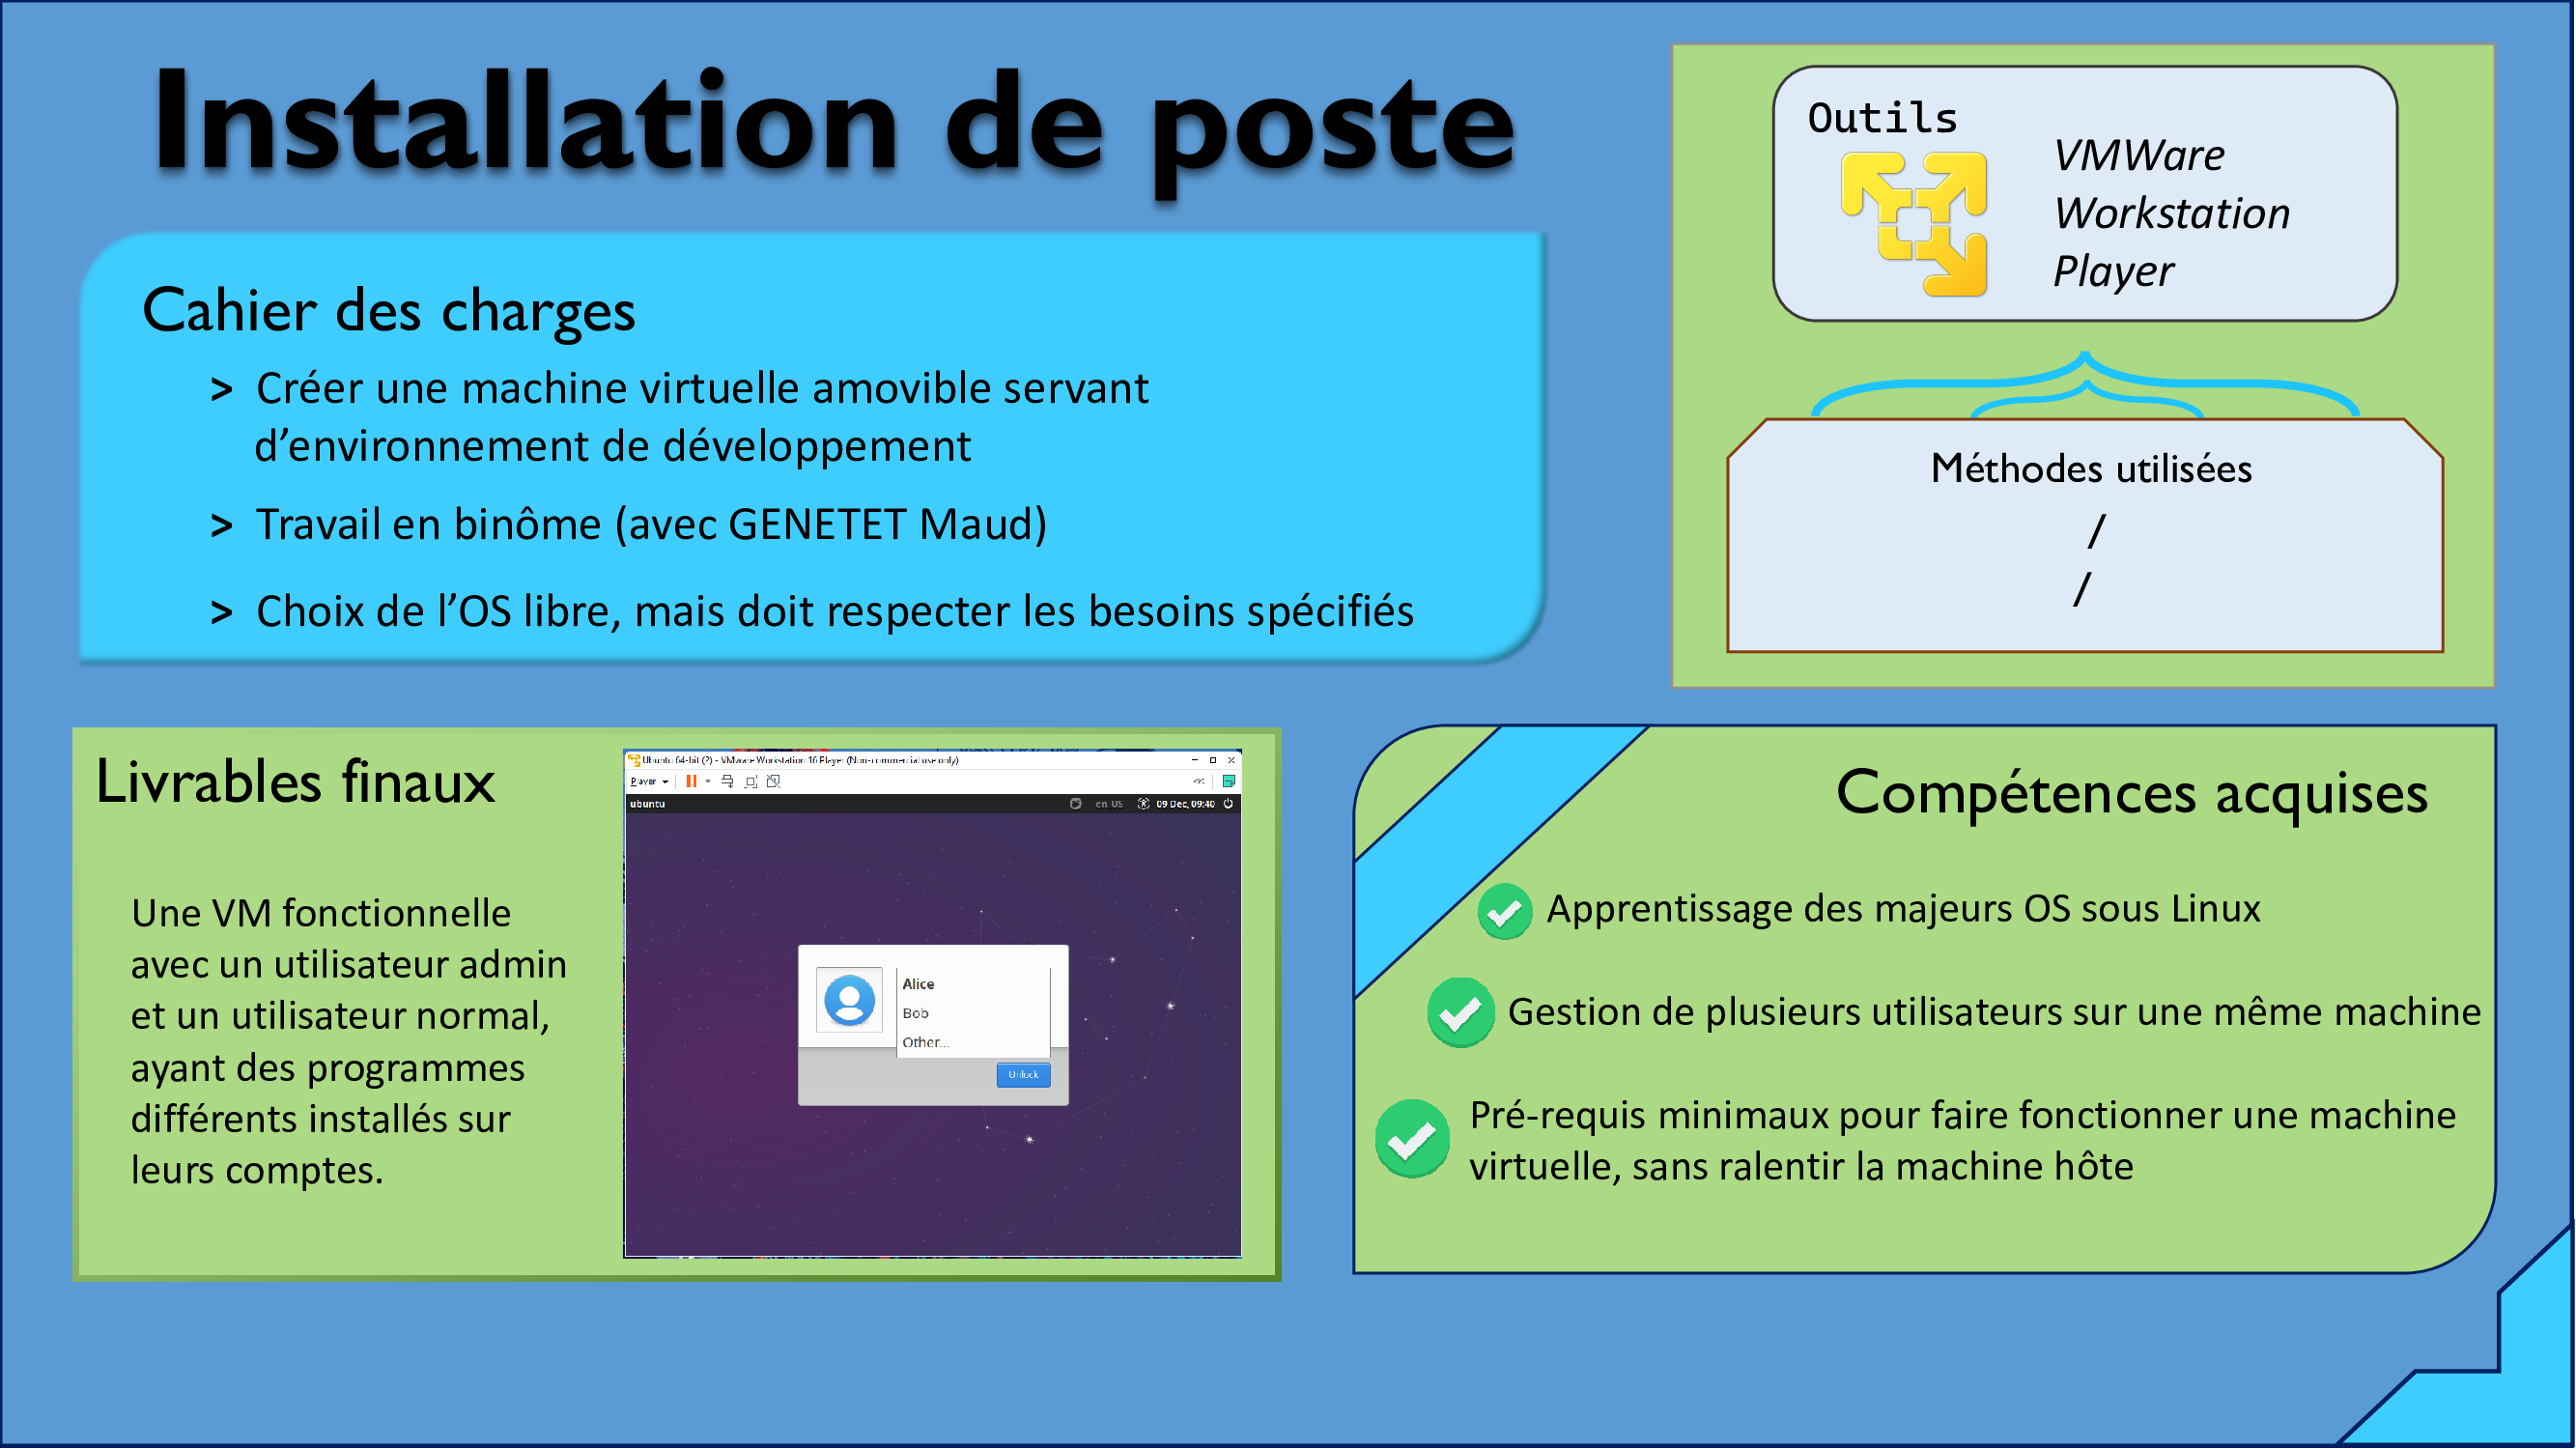 Installation de poste
Cahier des charges
> Créer une machine virtuelle amovible servant
d’environnement de développement
> Travail en binôme (avec GENETET Maud)
> Choix de l’OS libre, mais doit respecter les besoins spécifiés
Outils
VMWare
Workstation
Player
Méthodes utilisées
/
/
Livrables finaux
Une VM fonctionnelle
avec un utilisateur admin
et un utilisateur normal,
ayant des programmes
différents installés sur
leurs comptes.
Ubuntu 64-bit (2) - VMware Workstation 16 Player (Non-commercial use only)
Player
ubuntu
en US
09 Dec, 09:40
Alice
Bob
Other...
Unlock
Compétences acquises
Apprentissage des majeurs OS sous Linux
Gestion de plusieurs utilisateurs sur une même machine
Pré-requis minimaux pour faire fonctionner une machine
virtuelle, sans ralentir la machine hôte